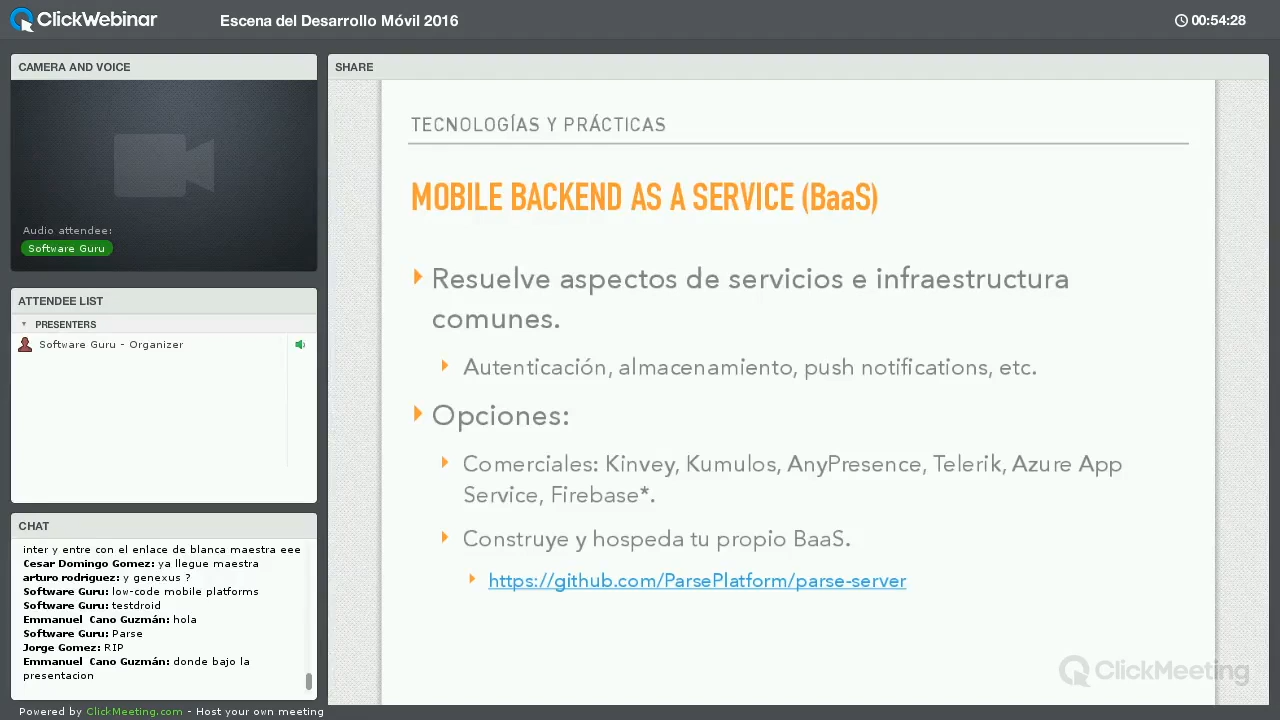 ClickWebinar
Escena del Desarrollo Móvil 2016
00:54:28
CAMERA AND VOICE
Audio attendee:
Software Guru
ATTENDEE LIST
PRESENTERS
Software Guru - Organizer
CHAT
inter y entre con el enlace de blanca maestra eee
Cesar Domingo Gomez: ya llegue maestra
arturo rodriguez: y genexus ?
Software Guru: low-code mobile platforms
Software Guru: testdroid
Emmanuel Cano Guzmán: hola
Software Guru: Parse
Jorge Gomez: RIP
Emmanuel Cano Guzmán: donde bajo la
presentacion
Powered by ClickMeeting.com - Host your own meeting
SHARE
TECNOLOGÍAS Y PRÁCTICAS
MOBILE BACKEND AS A SERVICE (BaaS)
Resuelve aspectos de servicios e infraestructura
comunes.
Autenticación, almacenamiento, push notifications, etc.
Opciones:
Comerciales: Kinvey, Kumulos, AnyPresence, Telerik, Azure App
Service, Firebase*.
Construye y hospeda tu propio BaaS.
https://github.com/ParsePlatform/parse-server
ClickMeeting